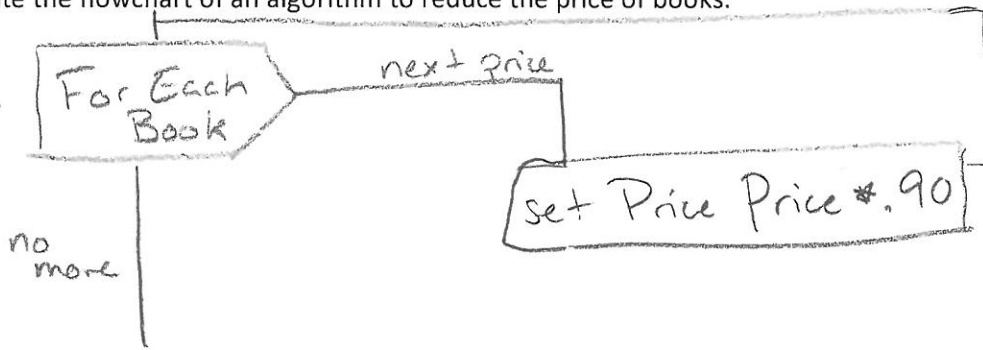 the flowchart of an algorithm to reduce the price of books.
For Each
Book
next price
set Price Price *.90
no
more